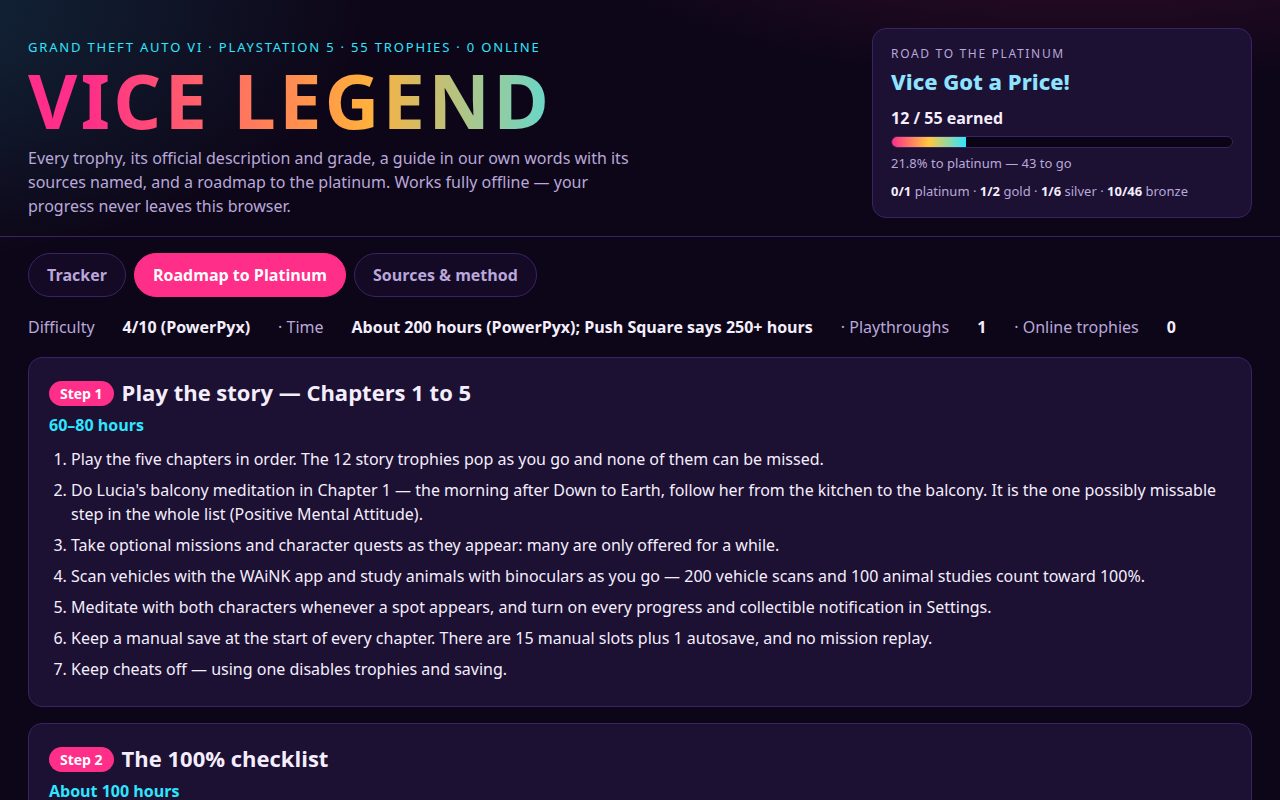 GRAND THEFT AUTO VI · PLAYSTATION 5 · 55 TROPHIES · 0 ONLINE
VICE LEGEND
Every trophy, its official description and grade, a guide in our own words with its
sources named, and a roadmap to the platinum. Works fully offline — your
progress never leaves this browser.
ROAD TO THE PLATINUM
Vice Got a Price!
12 / 55 earned
21.8% to platinum — 43 to go
0/1 platinum · 1/2 gold · 1/6 silver · 10/46 bronze
Tracker
Roadmap to Platinum
Sources & method
Difficulty 4/10 (PowerPyx) · Time About 200 hours (PowerPyx); Push Square says 250+ hours · Playthroughs 1 · Online trophies 0
Step 1 Play the story — Chapters 1 to 5
60–80 hours
1. Play the five chapters in order. The 12 story trophies pop as you go and none of them can be missed.
2. Do Lucia's balcony meditation in Chapter 1 — the morning after Down to Earth, follow her from the kitchen to the balcony. It is the one possibly missable
step in the whole list (Positive Mental Attitude).
3. Take optional missions and character quests as they appear: many are only offered for a while.
4. Scan vehicles with the WAiNK app and study animals with binoculars as you go — 200 vehicle scans and 100 animal studies count toward 100%.
5. Meditate with both characters whenever a spot appears, and turn on every progress and collectible notification in Settings.
6. Keep a manual save at the start of every chapter. There are 15 manual slots plus 1 autosave, and no mission replay.
7. Keep cheats off — using one disables trophies and saving.
Step 2 The 100% checklist
About 100 hours